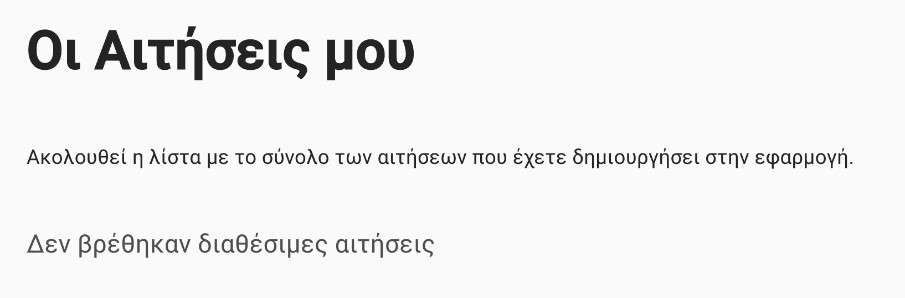 Οι Αιτήσεις μου
Ακολουθεί η λίστα με το σύνολο των αιτήσεων που έχετε δημιουργήσει στην εφαρμογή.
Δεν βρέθηκαν διαθέσιμες αιτήσεις